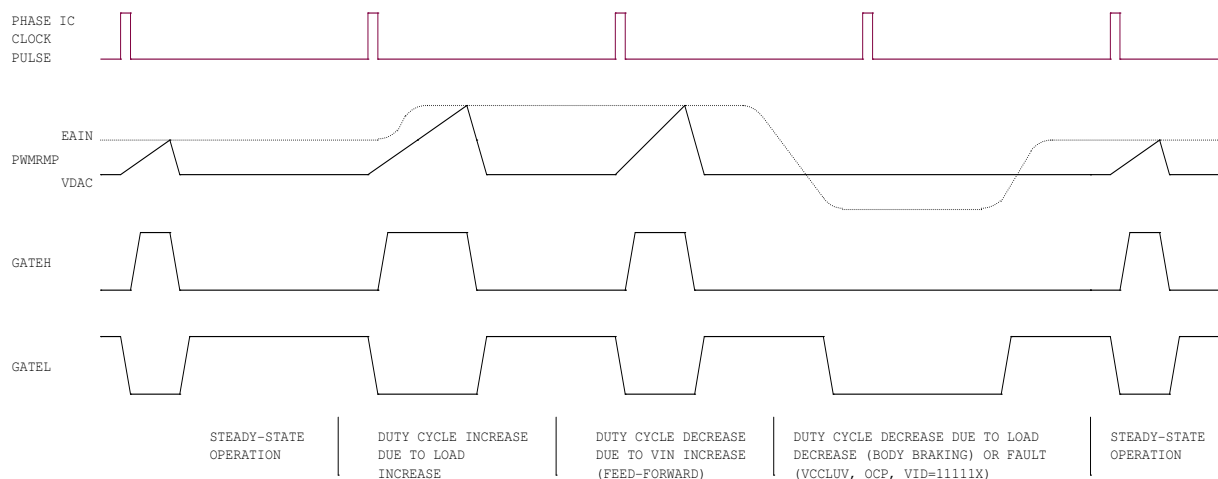 PHASE IC
CLOCK
PULSE
EAIN
PWMRMP
VDAC
GATEH
GATEL
STEADY-STATE
OPERATION
DUTY CYCLE INCREASE
DUE TO LOAD
INCREASE
DUTY CYCLE DECREASE
DUE TO VIN INCREASE
(FEED-FORWARD)
DUTY CYCLE DECREASE DUE TO LOAD
DECREASE (BODY BRAKING) OR FAULT
(VCCLUV, OCP, VID=11111X)
STEADY-STATE
OPERATION